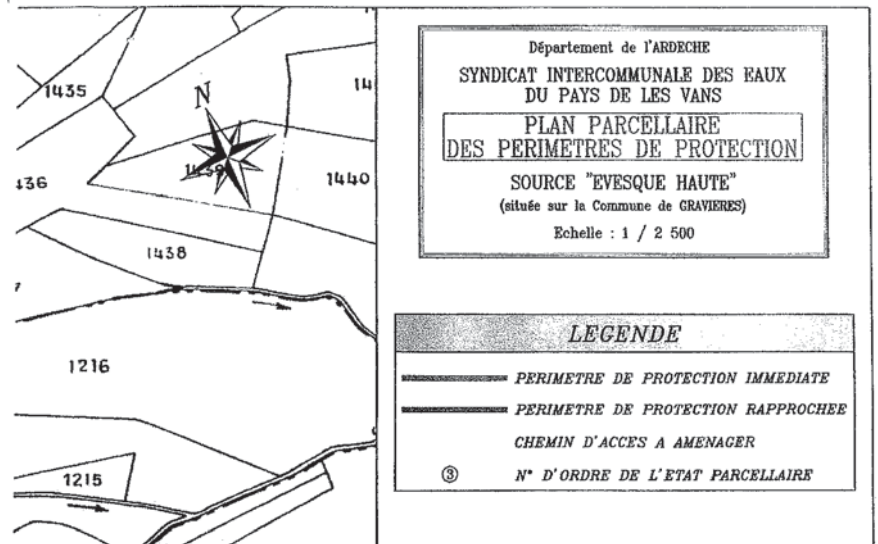 1435
14
N
436
1439
1440
1438
7
1216
1215
Département de l'ARDECHE
SYNDICAT INTERCOMMUNALE DES EAUX
DU PAYS DE LES VANS
PLAN PARCELLAIRE
DES PERIMETRES DE PROTECTION
SOURCE "EVESQUE HAUTE"
(située sur la Commune de GRAVIERES)
Echelle : 1 / 2 500
LEGENDE
PERIMETRE DE PROTECTION IMMEDIATE
PERIMETRE DE PROTECTION RAPPROCHEE
CHEMIN D'ACCES A AMENAGER
③ N° D'ORDRE DE L'ETAT PARCELLAIRE